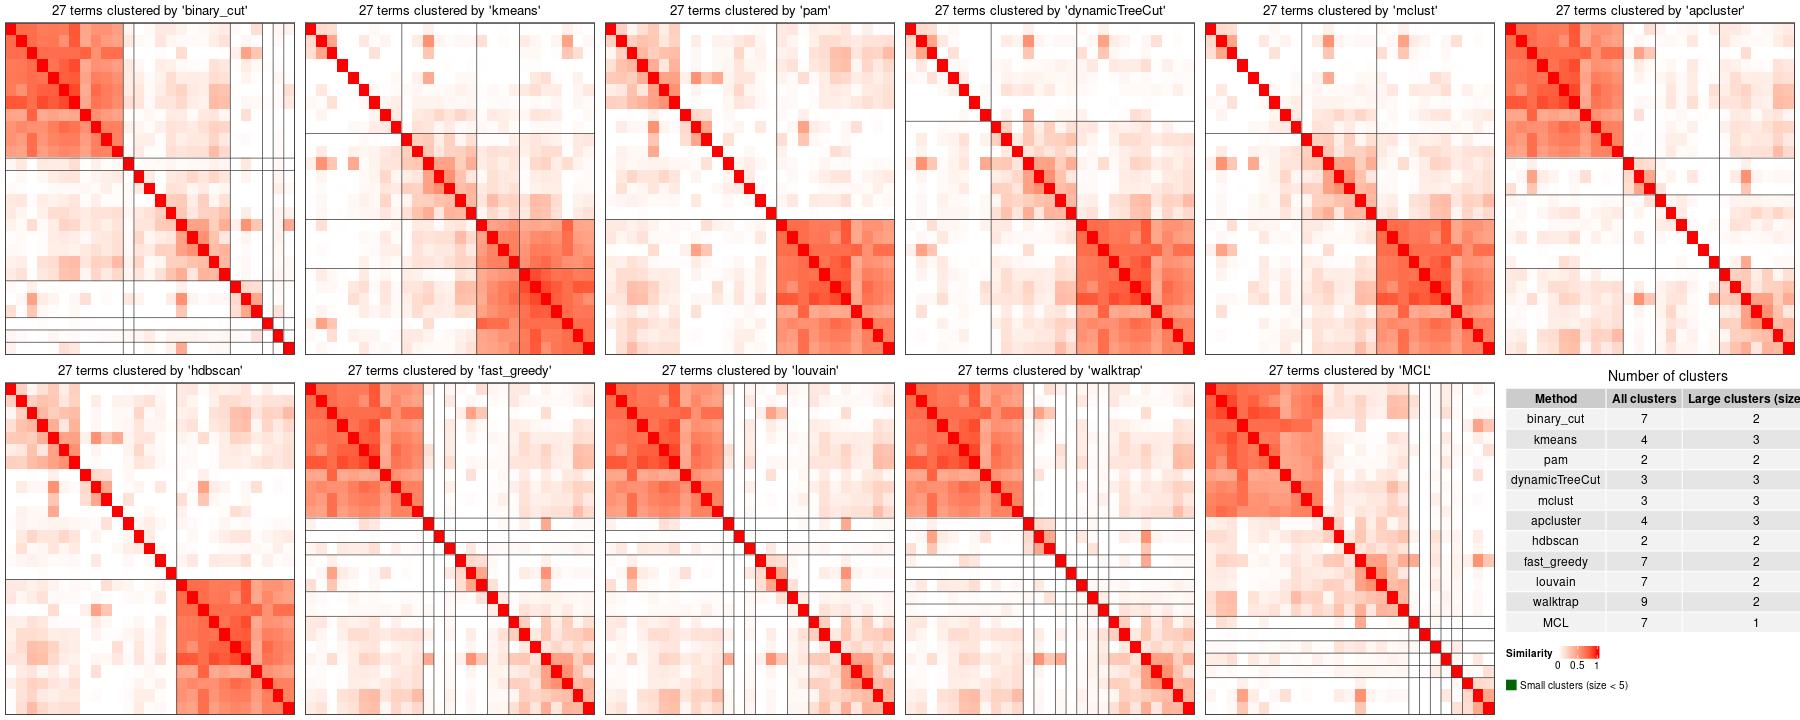 27 terms clustered by 'binary_cut'
27 terms clustered by 'kmeans'
27 terms clustered by 'pam'
27 terms clustered by 'dynamicTreeCut'
27 terms clustered by 'mclust'
27 terms clustered by 'apcluster'
27 terms clustered by 'hdbscan'
27 terms clustered by 'fast_greedy'
27 terms clustered by 'louvain'
27 terms clustered by 'walktrap'
27 terms clustered by 'MCL'
Number of clusters
Method All clusters Large clusters (size
binary_cut 7 2
kmeans 4 3
pam 2 2
dynamicTreeCut 3 3
mclust 3 3
apcluster 4 3
hdbscan 2 2
fast_greedy 7 2
louvain 7 2
walktrap 9 2
MCL 7 1
Similarity
0 0.5 1
Small clusters (size < 5)